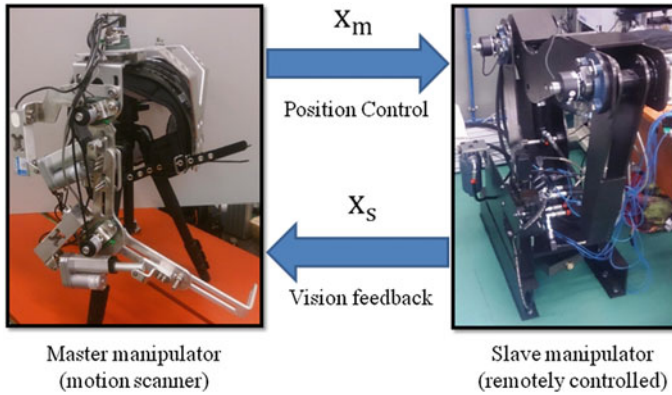 Xm
Position Control
Xs
Vision feedback
Master manipulator
(motion scanner)
Slave manipulator
(remotely controlled)